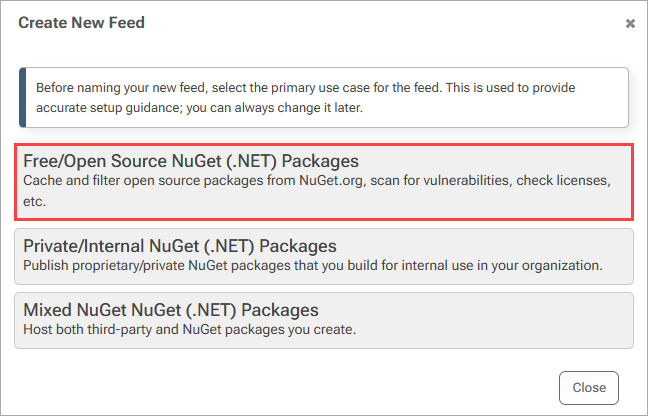 Create New Feed
Before naming your new feed, select the primary use case for the feed. This is used to provide
accurate setup guidance; you can always change it later.
Free/Open Source NuGet (.NET) Packages
Cache and filter open source packages from NuGet.org, scan for vulnerabilities, check licenses,
etc.
Private/Internal NuGet (.NET) Packages
Publish proprietary/private NuGet packages that you build for internal use in your organization.
Mixed NuGet NuGet (.NET) Packages
Host both third-party and NuGet packages you create.
Close